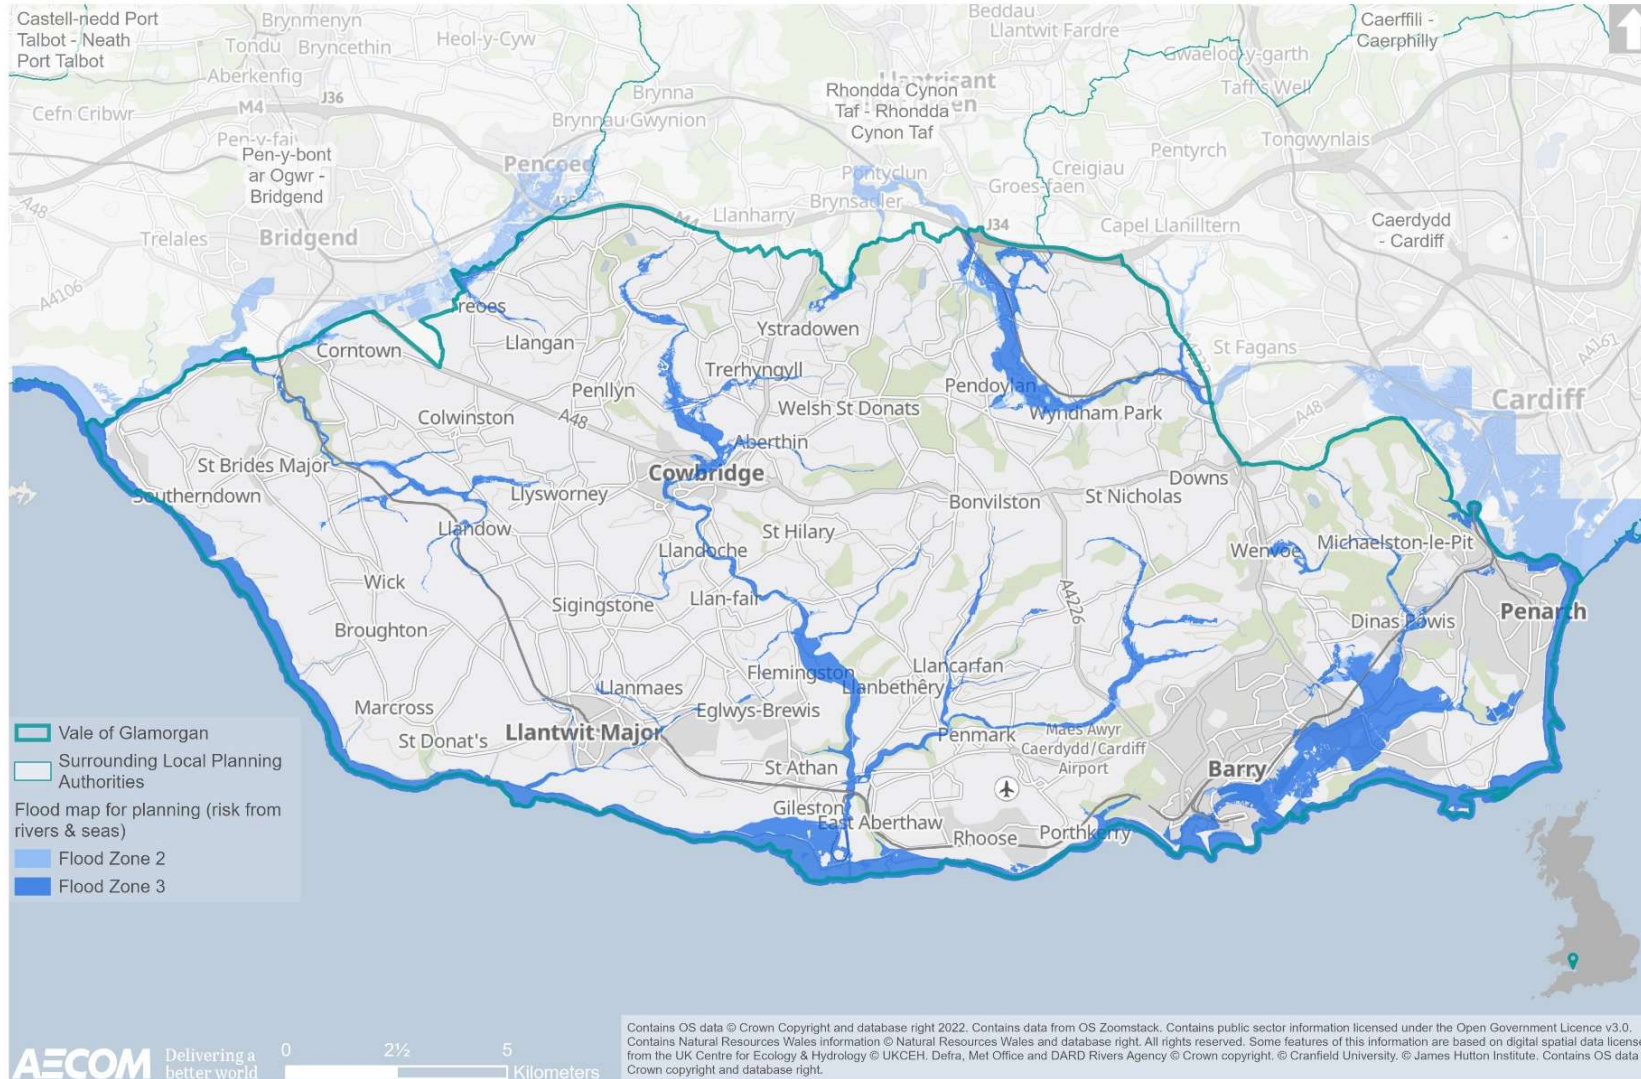 Castell-nedd Port
Talbot - Neath
Port Talbot
Brynmenyn
Tondu
Bryncethin
Heol-y-Cyw
Aberkenfig
M4
J36
Cefn Cribwr
Pen-y-fai
Pen-y-bont
ar Ogwr -
Bridgend
A48
Trelales
Bridgend
A4106
Pencoed
Brynna
Brynnau Gwynion
Beddau
Llantwit Fardre
Rhondda Cynon
Taf - Rhondda
Cynon Taf
Caerffili -
Caerphilly
Gwaelod-y-garth
Taffs Well
Tongwynlais
Pentyrch
Creigiau
Groes-faen
Pontyclun
Brynsadler
Llanharry
M4
J34
Capel Llanilltern
Caerdydd
- Cardiff
St Fagans
A48
Cardiff
Corntown
Llangan
Ystradowen
Trerhyngyll
Penllyn
Pendoylan
Wyndham Park
Welsh St Donats
Colwinston
A48
Aberthin
Cowbridge
St Brides Major
Southerndown
Llysworney
Bonvilston
St Nicholas
Downs
Llandow
St Hilary
Llandoche
Wenvoe
Michaelston-le-Pit
Wick
Sigingstone
Llan-fair
A4226
Broughton
Dinas Powis
Penarth
Llanmaes
Flemingston
Llancarfan
Llanbethêry
Marcross
Eglwys-Brewis
St Donat's
Llantwit Major
Penmark
Maes Awyr
Caerdydd/Cardiff
Airport
St Athan
Barry
Gileston
East Aberthaw
Rhoose
Porthkerry
Vale of Glamorgan
Surrounding Local Planning
Authorities
Flood map for planning (risk from
rivers & seas)
Flood Zone 2
Flood Zone 3
AECOM
Delivering a
better world
0 2½ 5
Kilometers
Contains OS data © Crown Copyright and database right 2022. Contains data from OS Zoomstack. Contains public sector information licensed under the Open Government Licence v3.0.
Contains Natural Resources Wales information © Natural Resources Wales and database right. All rights reserved. Some features of this information are based on digital spatial data license
from the UK Centre for Ecology & Hydrology © UKCEH. Defra, Met Office and DARD Rivers Agency © Crown copyright. © Cranfield University. © James Hutton Institute. Contains OS data
Crown copyright and database right.